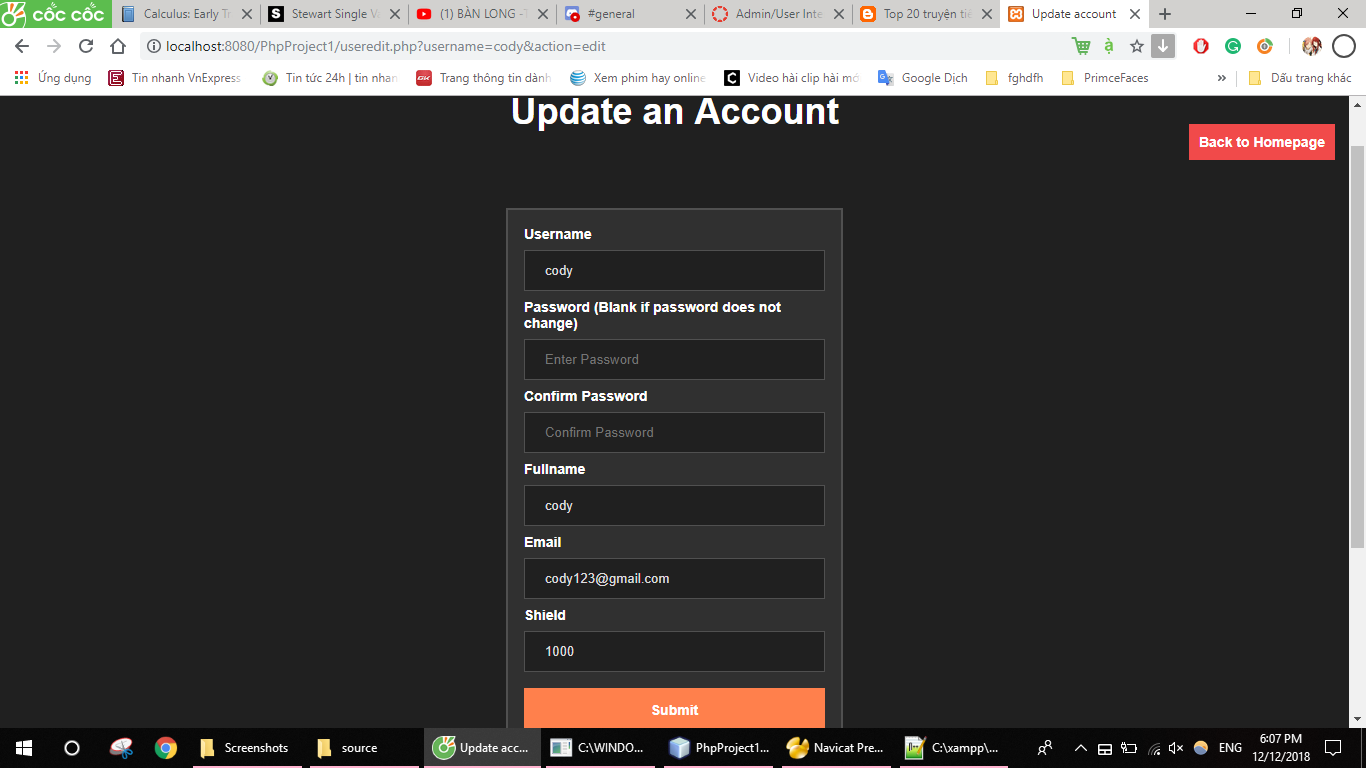 cốc cốc
Calculus: Early Tr
Stewart Single V
(1) BÀN LONG -
#general
Admin/User Inte
Top 20 truyện ti
Update account
localhost:8080/PhpProject1/useredit.php?username=cody&action=edit
Ứng dụng
Tin nhanh VnExpress
Tin tức 24h | tin nhan
Trang thông tin dành
Xem phim hay online
Video hài clip hài mớ
Google Dịch
fghdfh
PrimceFaces
»
Dấu trang khác
Update an Account
Back to Homepage
Username
cody
Password (Blank if password does not
change)
Enter Password
Confirm Password
Confirm Password
Fullname
cody
Email
cody123@gmail.com
Shield
1000
Submit
Screenshots
source
Update acc...
C:\WINDO...
PhpProject1...
Navicat Pre...
C:\xampp\...
ENG
6:07 PM
12/12/2018